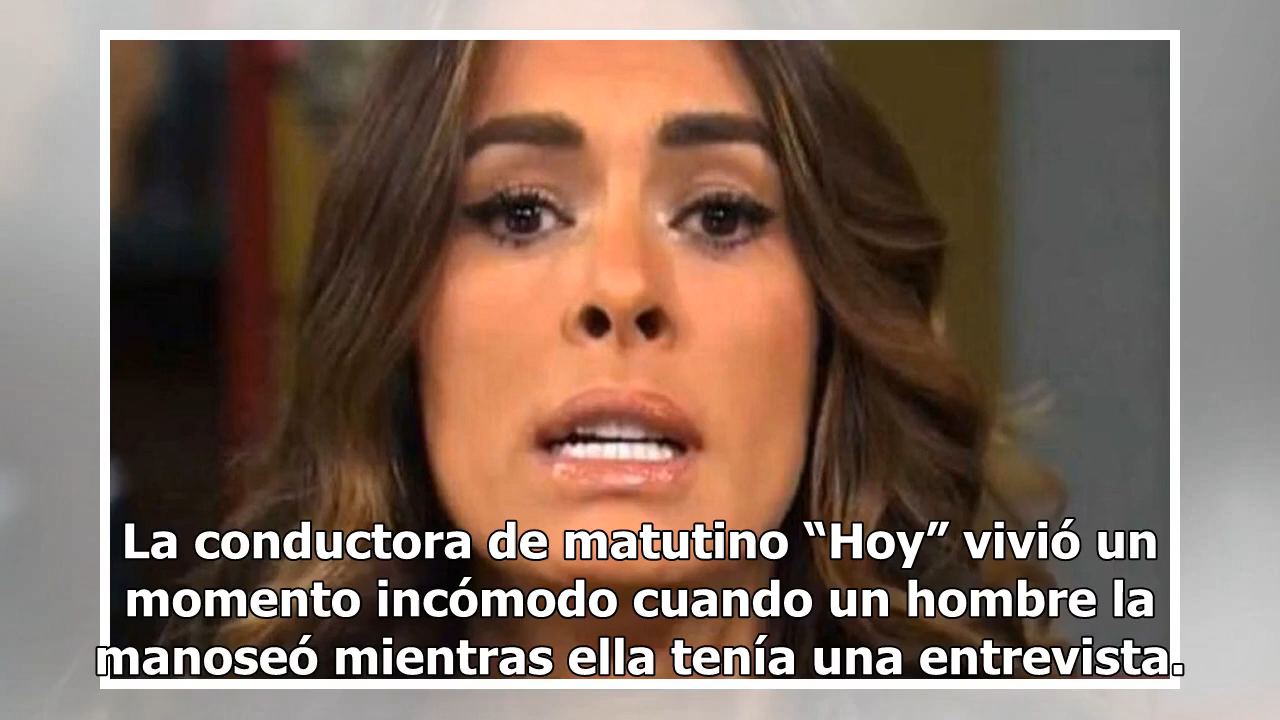 La conductora de matutino “Hoy” vivió un
momento incómodo cuando un hombre la
manoseó mientras ella tenía una entrevista.